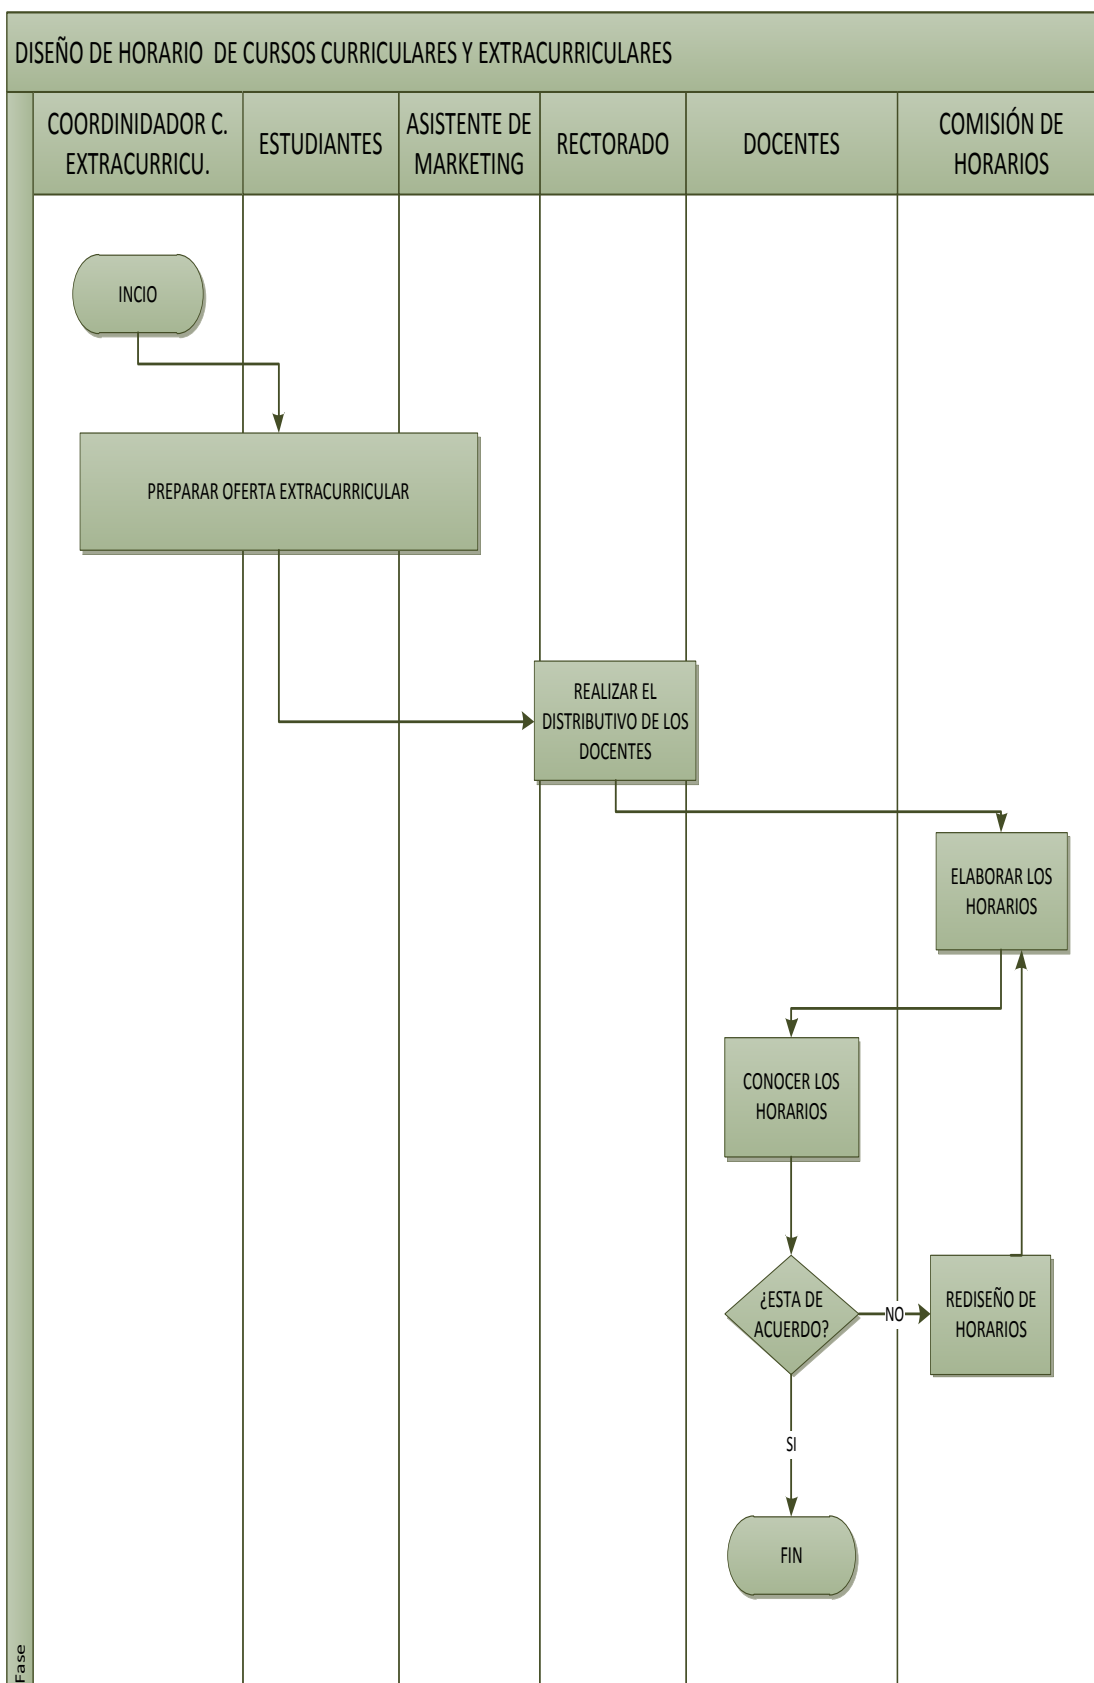 DISEÑO DE HORARIO DE CURSOS CURRICULARES Y EXTRACURRICULARES
COORDINIDADOR C.
EXTRACURRICU.
ESTUDIANTES
ASISTENTE DE
MARKETING
RECTORADO
DOCENTES
COMISIÓN DE
HORARIOS
INCIO
PREPARAR OFERTA EXTRACURRICULAR
REALIZAR EL
DISTRIBUTIVO DE LOS
DOCENTES
ELABORAR LOS
HORARIOS
CONOCER LOS
HORARIOS
¿ESTA DE
ACUERDO?
NO
REDISEÑO DE
HORARIOS
SI
FIN
Fase